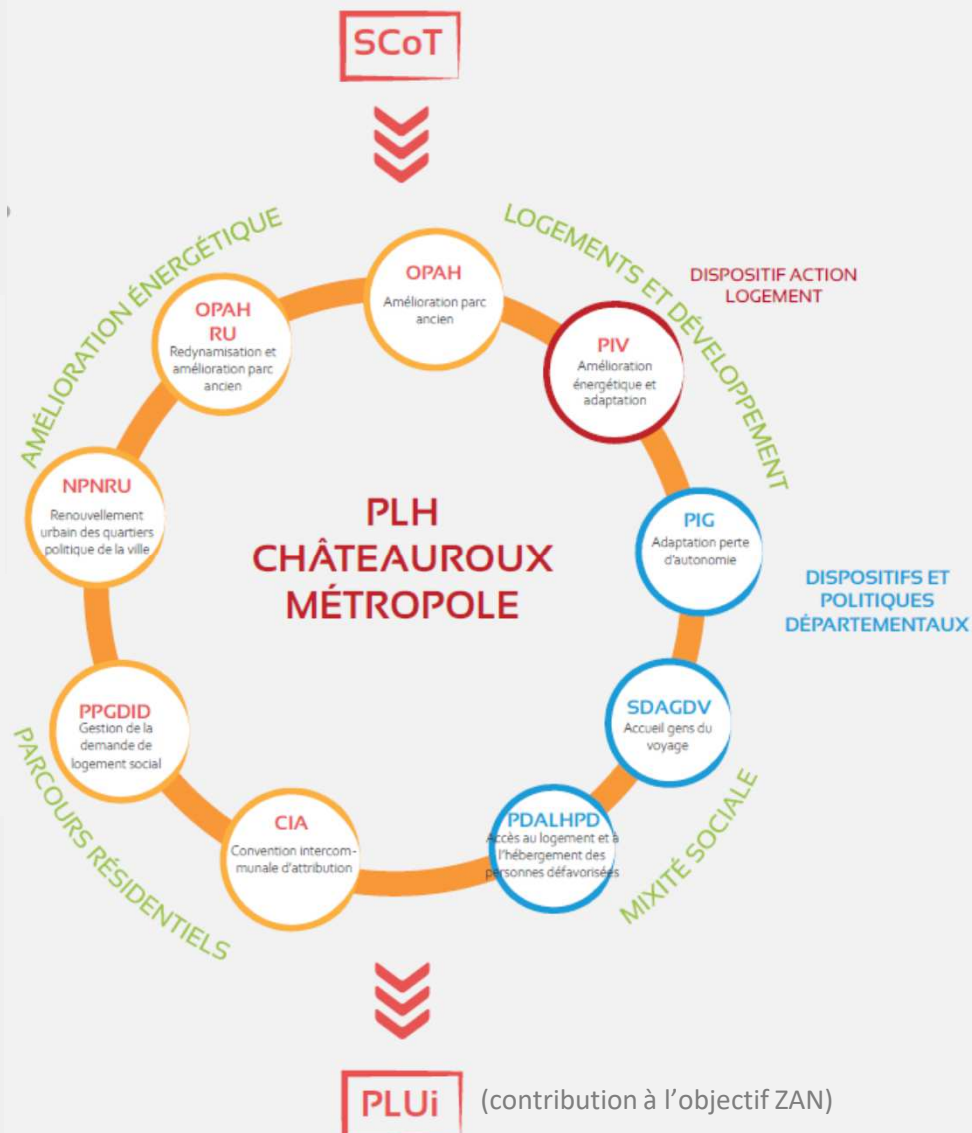 SCoT
AMÉLIORATION ÉNERGÉTIQUE
LOGEMENTS ET DÉVELOPPEMENT
OPAH
Amélioration parc
ancien
DISPOSITIF ACTION
LOGEMENT
OPAH
RU
Redynamisation et
amélioration parc
ancien
PIV
Amélioration
énergétique et
adaptation
NPNRU
Renouvellement
urbain des quartiers
politique de la ville
PLH
CHÂTEAUROUX
MÉTROPOLE
PIG
Adaptation perte
d'autonomie
DISPOSITIFS ET
POLITIQUES
DÉPARTEMENTAUX
PPGDID
Gestion de la
demande de
logement social
SDAGDV
Accueil gens du
voyage
CIA
Convention intercom-
munale d'attribution
PDALHPD
Accès au logement et à
l'hébergement des
personnes défavorisées
PARCOURS RÉSIDENTIELS
MIXITÉ SOCIALE
PLUi
(contribution à l'objectif ZAN)